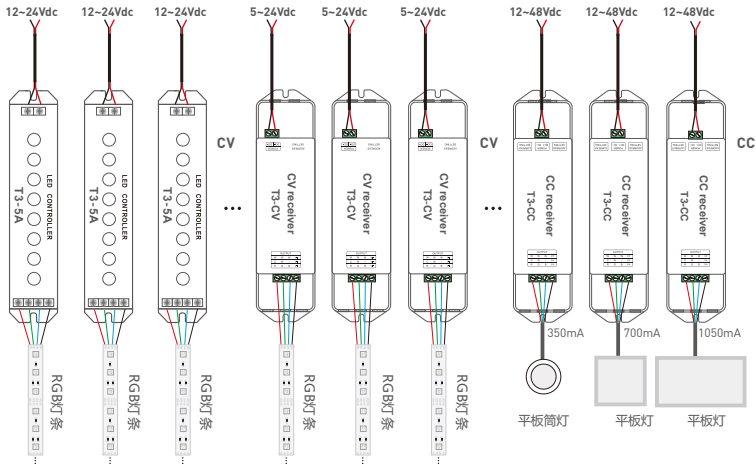 12~24Vdc
12~24Vdc
12~24Vdc
5~24Vdc
5~24Vdc
5~24Vdc
12~48Vdc
12~48Vdc
12~48Vdc
LED CONTROLLER
T3-5A
LED CONTROLLER
T3-5A
LED CONTROLLER
T3-5A
CV
...
CV receiver
T3-CV
CV receiver
T3-CV
CV receiver
T3-CV
CV
...
CC receiver
T3-CC
CC receiver
T3-CC
CC receiver
T3-CC
CC
350mA
700mA
1050mA
RGB灯条
RGB灯条
RGB灯条
RGB灯条
RGB灯条
RGB灯条
平板筒灯
平板灯
平板灯